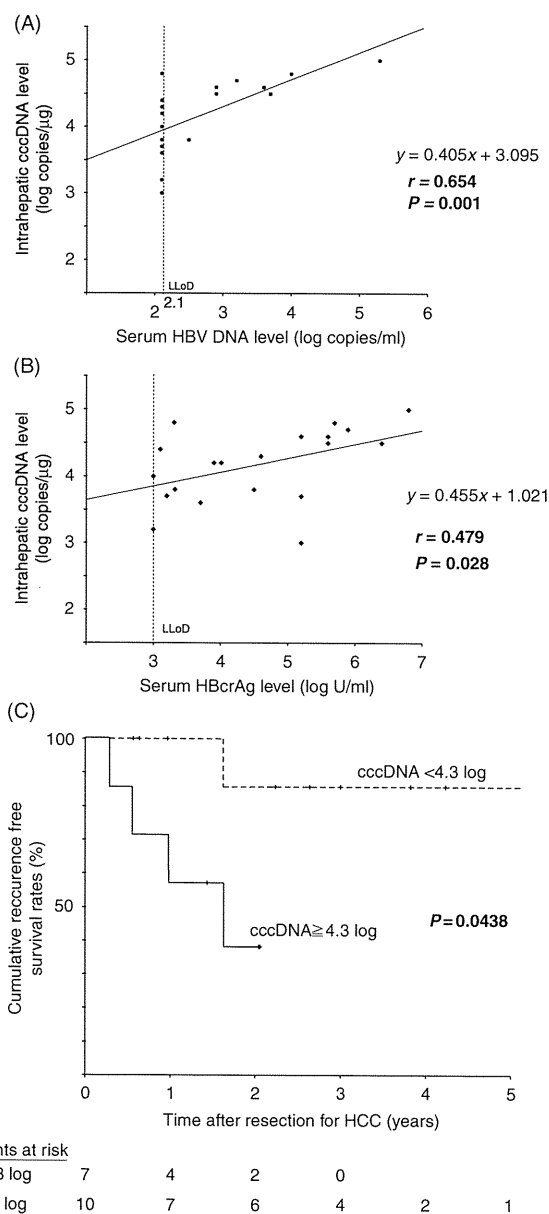 (A)
Intrahepatic cccDNA level
(log copies/μg)
5
4
3
2
y = 0.405x + 3.095
r = 0.654
P = 0.001
LLoD
2.1
2 3 4 5 6
Serum HBV DNA level (log copies/ml)
(B)
Intrahepatic cccDNA level
(log copies/μg)
5
4
3
2
y = 0.455x + 1.021
r = 0.479
P = 0.028
LLoD
3 4 5 6 7
Serum HBcrAg level (log U/ml)
(C)
Cumulative reccurence free
survival rates (%)
100
50
cccDNA <4.3 log
cccDNA≧4.3 log
P=0.0438
0 1 2 3 4 5
Time after resection for HCC (years)
nts at risk
log 7 4 2 0
log 10 7 6 4 2 1